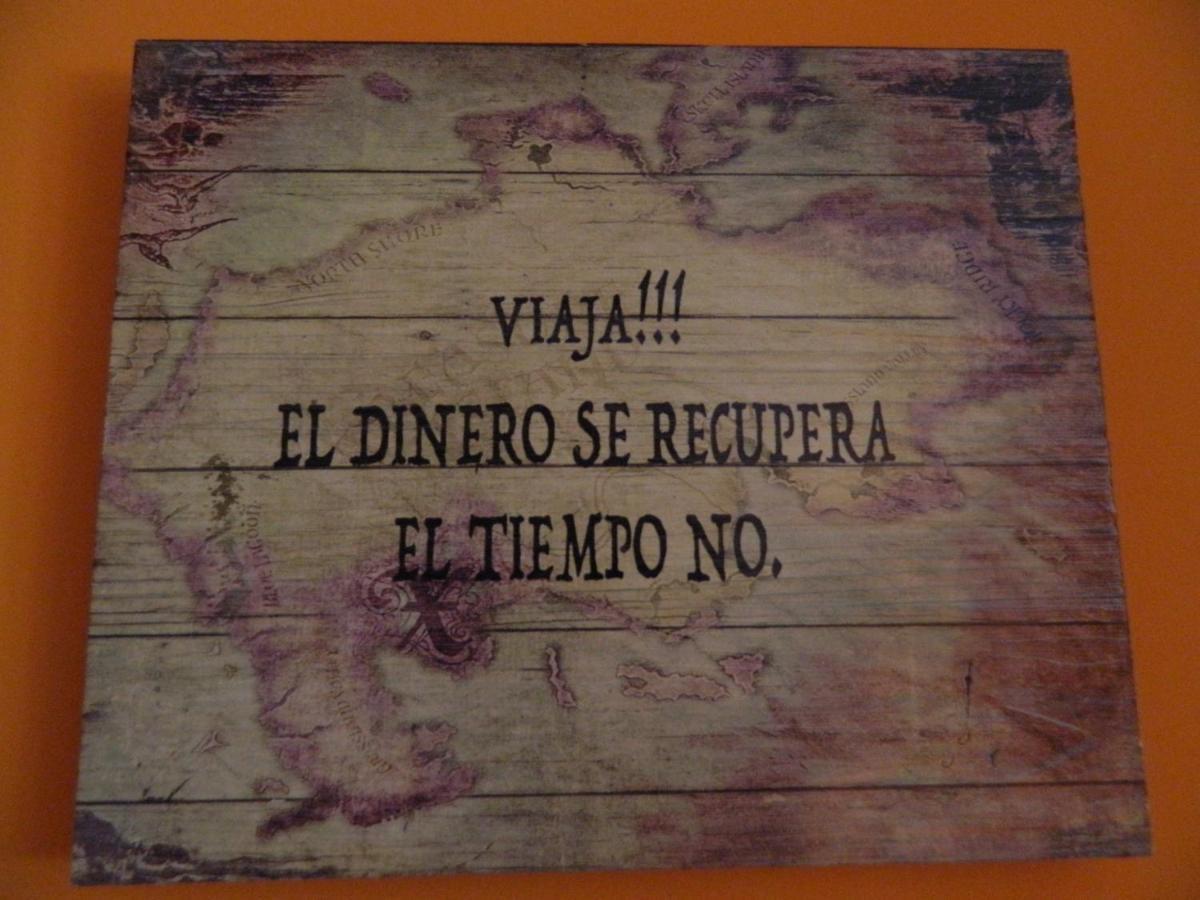 NORTH SHORE
VIAJA!!!
EL DINERO SE RECUPERA
EL TIEMPO NO.